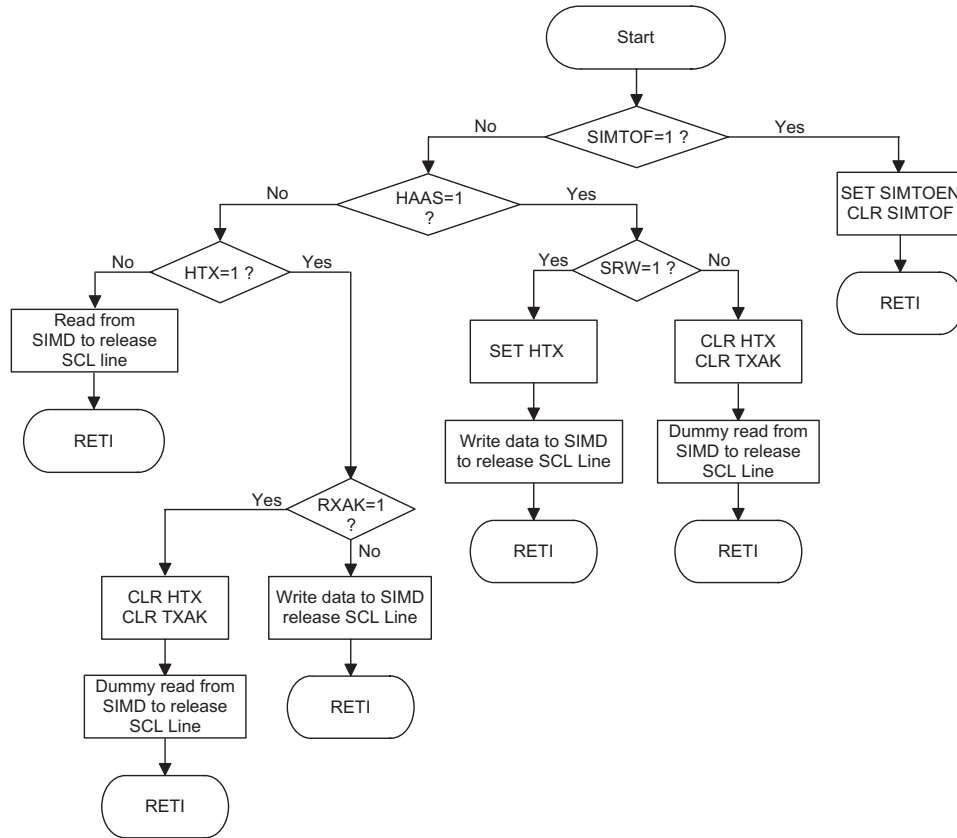 Start
SIMTOF=1 ?
No
Yes
HAAS=1
?
No
Yes
SET SIMTOEN
CLR SIMTOF
HTX=1 ?
No
Yes
SRW=1 ?
Yes
No
RETI
Read from
SIMD to release
SCL line
SET HTX
CLR HTX
CLR TXAK
RETI
Write data to SIMD
to release SCL Line
Dummy read from
SIMD to release
SCL Line
RXAK=1
?
Yes
No
RETI
RETI
CLR HTX
CLR TXAK
Write data to SIMD
release SCL Line
Dummy read from
SIMD to release
SCL Line
RETI
RETI